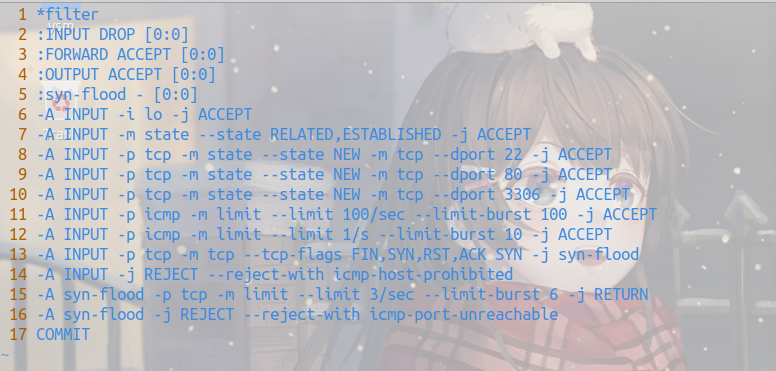 1 *filter
2 :INPUT DROP [0:0]
3 :FORWARD ACCEPT [0:0]
4 :OUTPUT ACCEPT [0:0]
5 :syn-flood - [0:0]
6 -A INPUT -i lo -j ACCEPT
7 -A INPUT -m state --state RELATED,ESTABLISHED -j ACCEPT
8 -A INPUT -p tcp -m state --state NEW -m tcp --dport 22 -j ACCEPT
9 -A INPUT -p tcp -m state --state NEW -m tcp --dport 80 -j ACCEPT
10 -A INPUT -p tcp -m state --state NEW -m tcp --dport 3306 -j ACCEPT
11 -A INPUT -p icmp -m limit --limit 100/sec --limit-burst 100 -j ACCEPT
12 -A INPUT -p icmp -m limit --limit 1/s --limit-burst 10 -j ACCEPT
13 -A INPUT -p tcp -m tcp --tcp-flags FIN,SYN,RST,ACK SYN -j syn-flood
14 -A INPUT -j REJECT --reject-with icmp-host-prohibited
15 -A syn-flood -p tcp -m limit --limit 3/sec --limit-burst 6 -j RETURN
16 -A syn-flood -j REJECT --reject-with icmp-port-unreachable
17 COMMIT
~